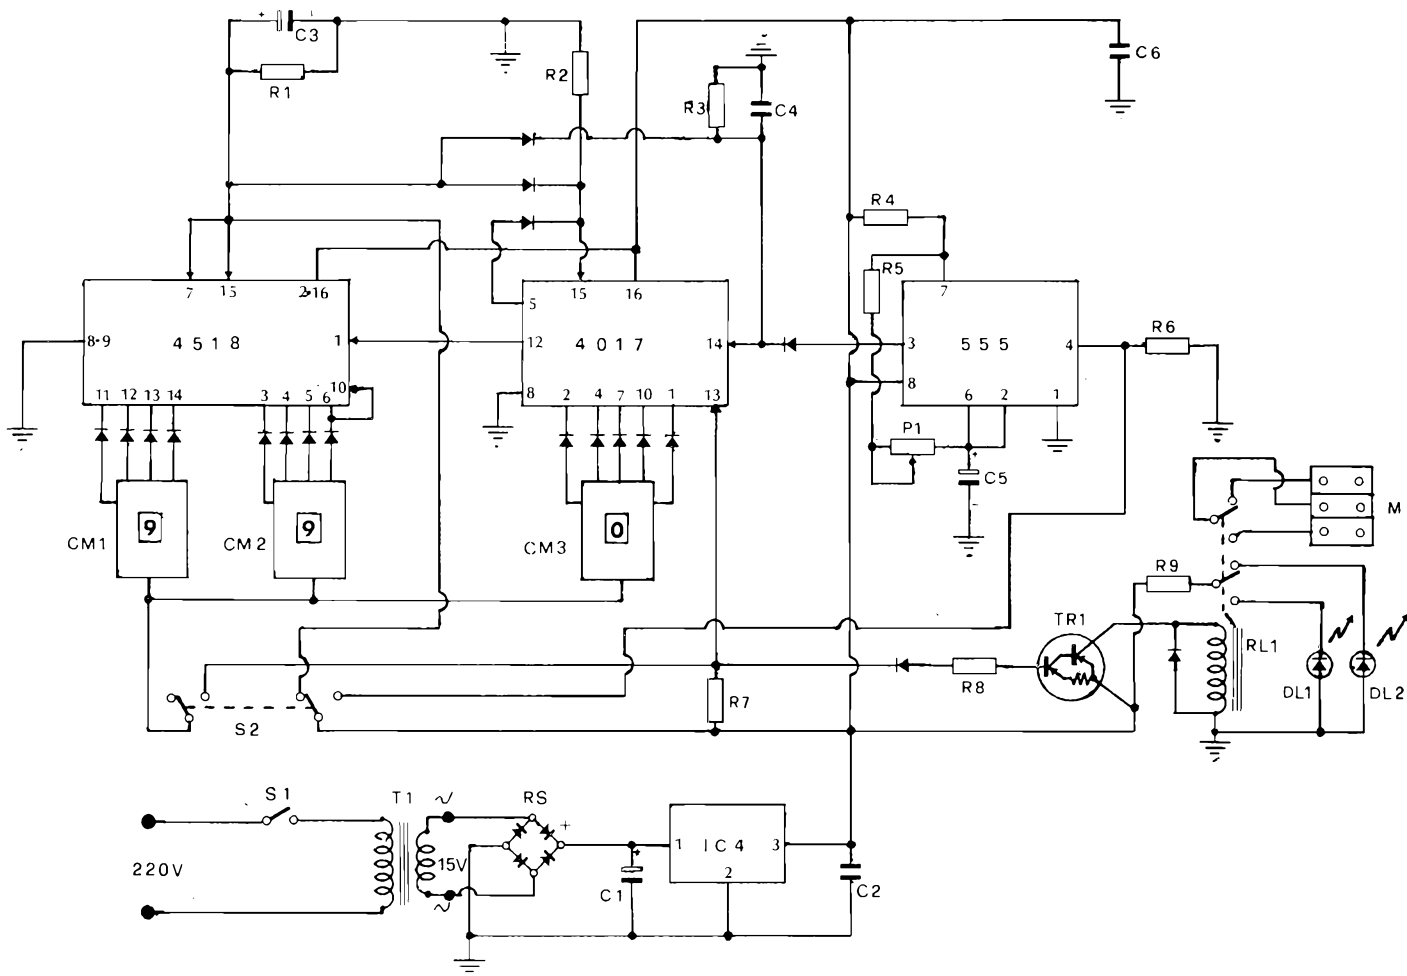 +
C3
R1
R2
R3
C4
C6
R4
R5
7 15 2·16
8·9
4518
1
10
11 12 13 14
3 4 5 6
15 16
5
12
4017
14
8
2 4 7 10 1
13
7
3
555
4
8
6 2 1
R6
P1
+
C5
CM1
9
CM2
9
CM3
0
M
R9
TR1
RL1
DL1
DL2
R8
R7
S2
S1
T1
RS
+
220V
15V
1 IC4 3
2
+
C1
C2